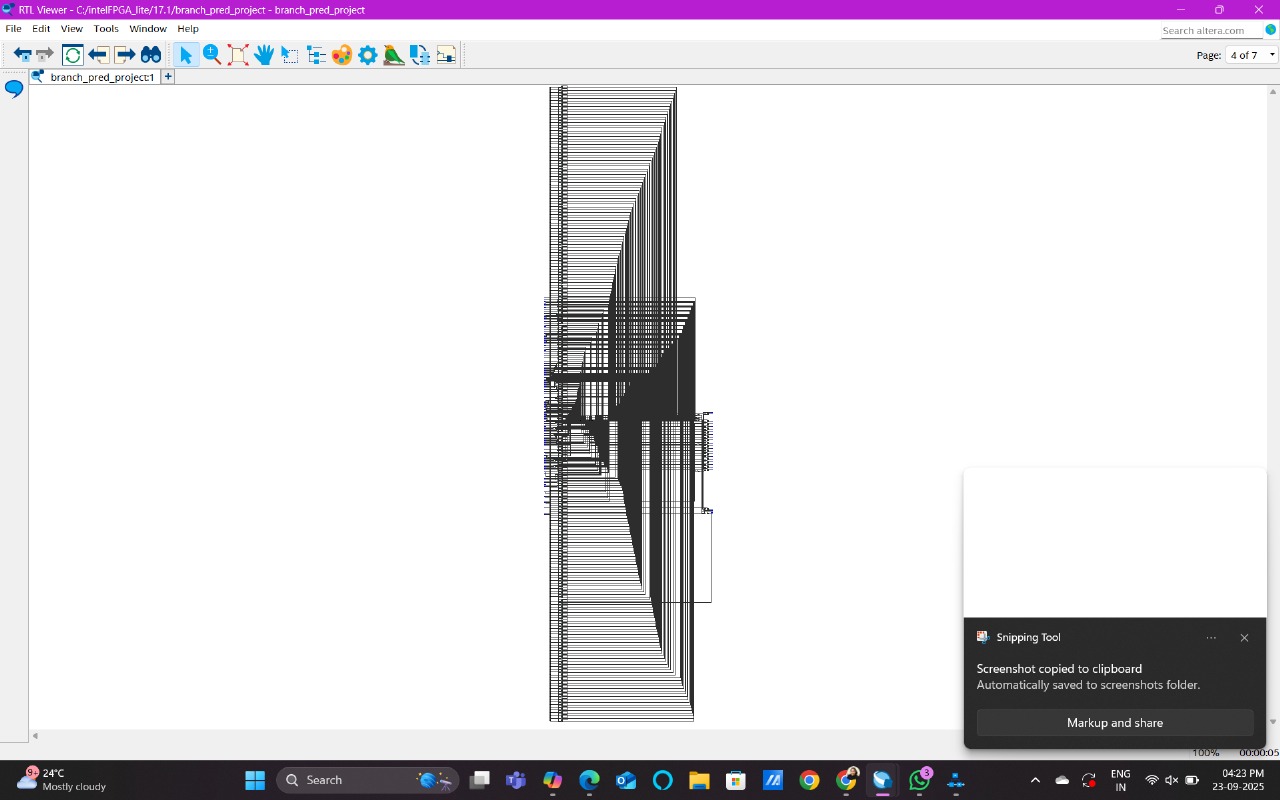 RTL Viewer - C:/intelFPGA_lite/17.1/branch_pred_project - branch_pred_project
File Edit View Tools Window Help
Search altera.com
Page: 4 of 7
branch_pred_project:1
Snipping Tool
Screenshot copied to clipboard
Automatically saved to screenshots folder.
Markup and share
100% 00:00:05
9+
24°C
Mostly cloudy
Search
3
ENG
IN
04:23 PM
23-09-2025